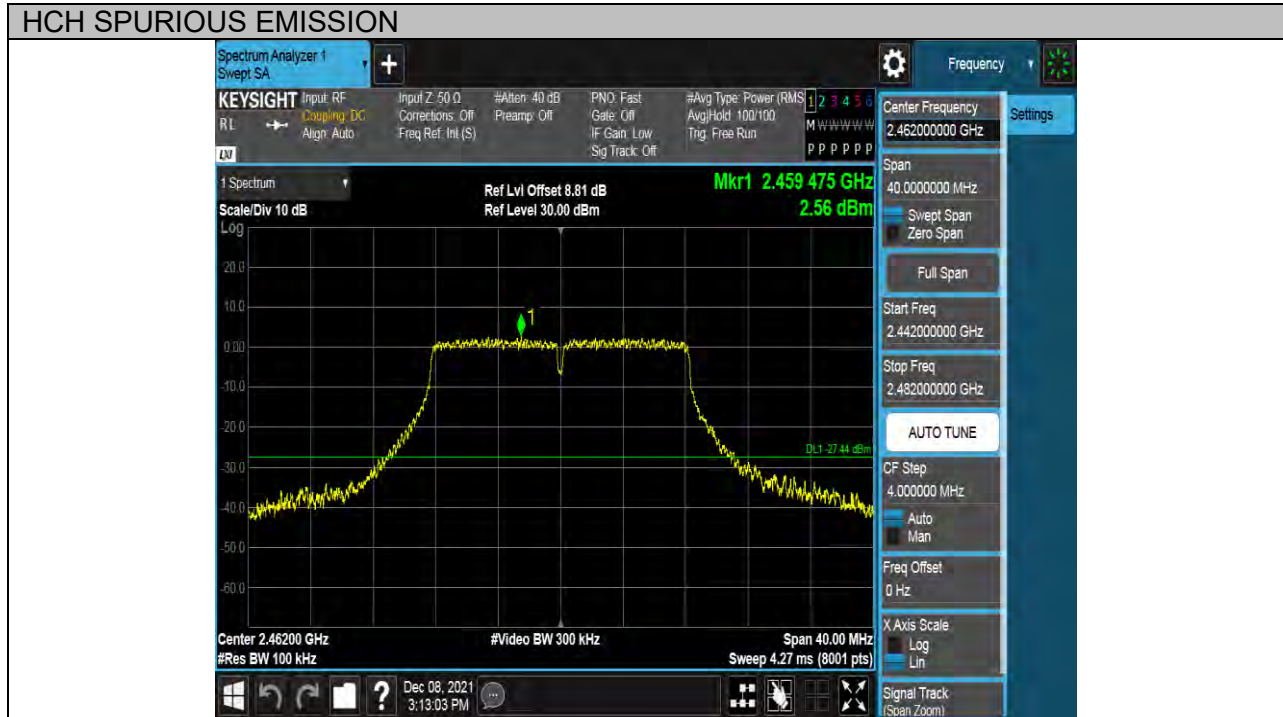 HCH SPURIOUS EMISSION
Spectrum Analyzer 1
Swept SA
Frequency
KEYSIGHT
RL
LXI
Input: RF
Coupling: DC
Align: Auto
Input Z: 50 Ω
Corrections: Off
Freq Ref: Int (S)
#Atten: 40 dB
Preamp: Off
PNO: Fast
Gate: Off
IF Gain: Low
Sig Track: Off
#Avg Type: Power (RMS
Avg|Hold: 100/100
Trig: Free Run
1 2 3 4 5 6
M W W W W W
P P P P P P
1 Spectrum
Scale/Div 10 dB
Ref Lvl Offset 8.81 dB
Ref Level 30.00 dBm
Mkr1 2.459 475 GHz
2.56 dBm
Log
20.0
10.0
0.00
-10.0
-20.0
-30.0
-40.0
-50.0
-60.0
1
DL1 -27.44 dBm
Center 2.46200 GHz
#Res BW 100 kHz
#Video BW 300 kHz
Span 40.00 MHz
Sweep 4.27 ms (8001 pts)
Dec 08, 2021
3:13:03 PM
Center Frequency
2.462000000 GHz
Settings
Span
40.0000000 MHz
Swept Span
Zero Span
Full Span
Start Freq
2.442000000 GHz
Stop Freq
2.482000000 GHz
AUTO TUNE
CF Step
4.000000 MHz
Auto
Man
Freq Offset
0 Hz
X Axis Scale
Log
Lin
Signal Track
(Span Zoom)